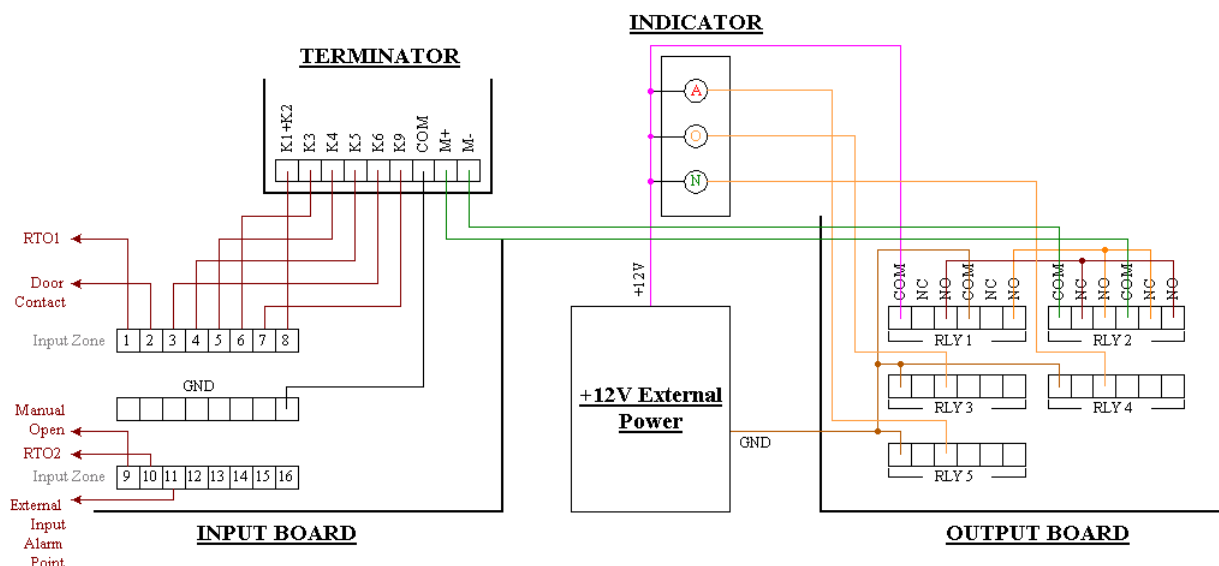 INDICATOR
TERMINATOR
K1+K2
K3
K4
K5
K6
K9
COM
M+
M-
A
O
N
RTO1
Door
Contact
Input Zone
1 2 3 4 5 6 7 8
GND
Manual
Open
RTO2
Input Zone
9 10 11 12 13 14 15 16
External
Input
Alarm
Point
INPUT BOARD
+12V
+12V External
Power
GND
COM
NC
NO
COM
NC
NO
RLY 1
COM
NC
NO
COM
NC
NO
RLY 2
RLY 3
RLY 4
RLY 5
OUTPUT BOARD